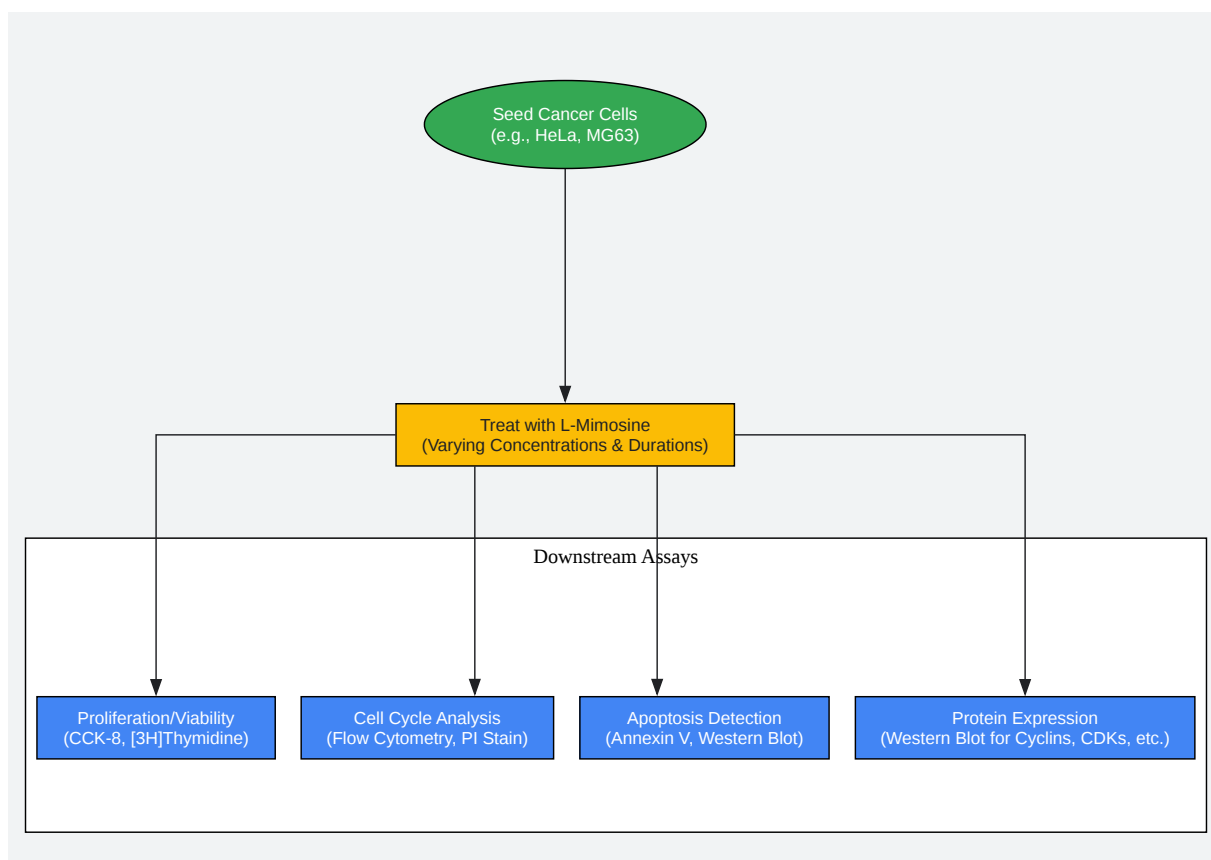 Seed Cancer Cells
(e.g., HeLa, MG63)
Treat with L-Mimosine
(Varying Concentrations & Durations)
Downstream Assays
Proliferation/Viability
(CCK-8, [3H]Thymidine)
Cell Cycle Analysis
(Flow Cytometry, PI Stain)
Apoptosis Detection
(Annexin V, Western Blot)
Protein Expression
(Western Blot for Cyclins, CDKs, etc.)